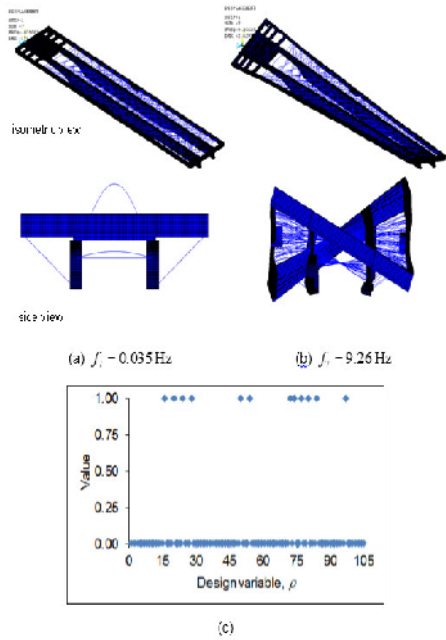 isometric view
side view
(a) f₁ = 0.035 Hz
(b) f₇ = 9.26 Hz
1.00
0.75
0.50
0.25
0.00
Value
0 15 30 45 60 75 90 105
Design variable, ρ
(c)